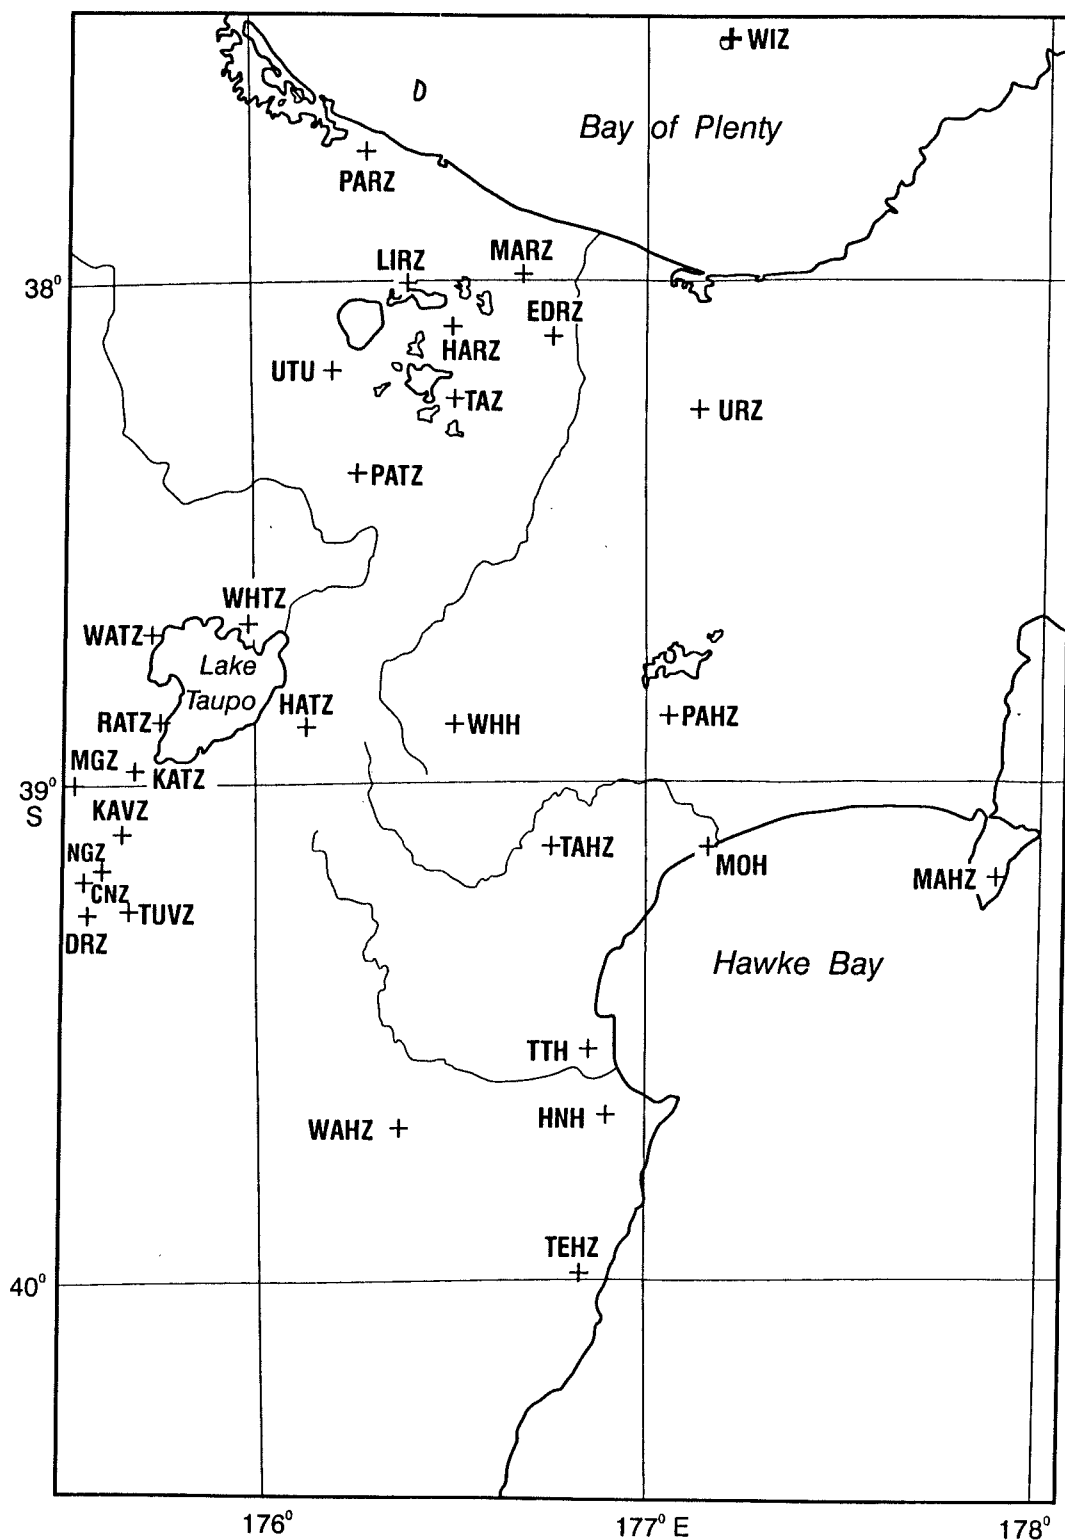 WIZ
Bay of Plenty
PARZ
MARZ
LIRZ
38°
EDRZ
HARZ
UTU
TAZ
URZ
PATZ
WHTZ
WATZ
Lake
Taupo
HATZ
RATZ
WHH
PAHZ
MGZ
KATZ
39°
S
KAVZ
NGZ
TAHZ
MOH
MAHZ
CNZ
TUVZ
DRZ
Hawke Bay
TTH
HNH
WAHZ
TEHZ
40°
176°
177° E
178°